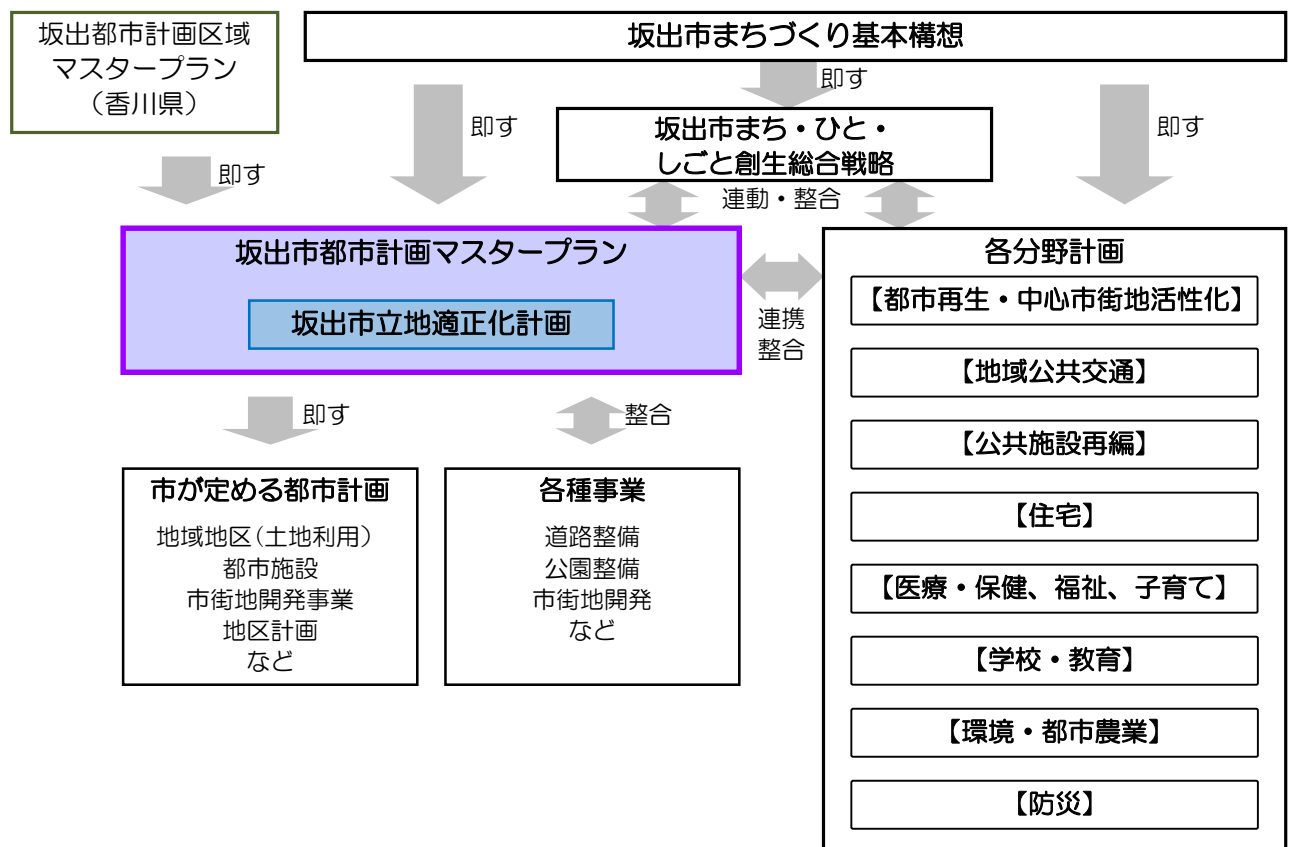 坂出都市計画区域
マスタープラン
（香川県）
坂出市まちづくり基本構想
即す
即す
即す
即す
坂出市まち・ひと・
しごと創生総合戦略
連動・整合
坂出市都市計画マスタープラン
坂出市立地適正化計画
連携
整合
即す
整合
市が定める都市計画
地域地区（土地利用）
都市施設
市街地開発事業
地区計画
など
各種事業
道路整備
公園整備
市街地開発
など
各分野計画
【都市再生・中心市街地活性化】
【地域公共交通】
【公共施設再編】
【住宅】
【医療・保健、福祉、子育て】
【学校・教育】
【環境・都市農業】
【防災】